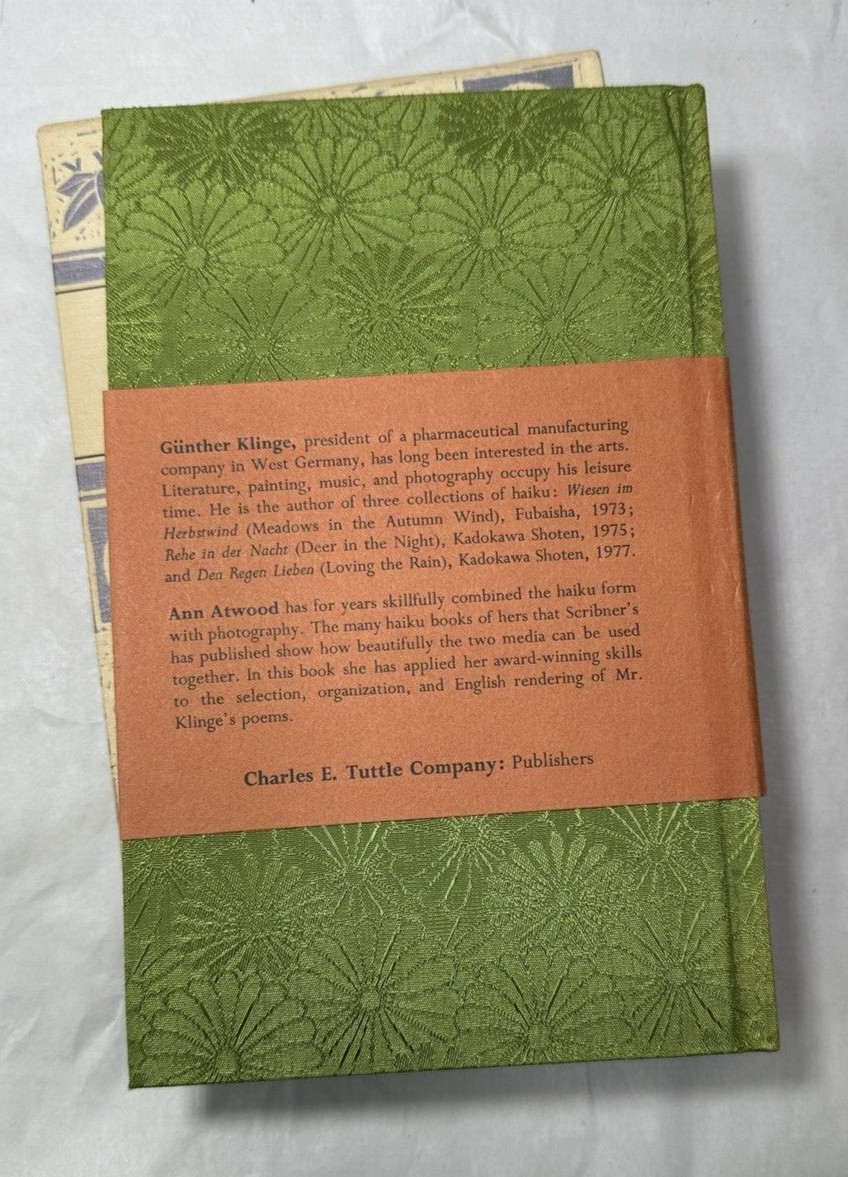 Günther Klinge, president of a pharmaceutical manufacturing
company in West Germany, has long been interested in the arts.
Literature, painting, music, and photography occupy his leisure
time. He is the author of three collections of haiku: Wiesen im
Herbstwind (Meadows in the Autumn Wind), Fubaisha, 1973;
Rehe in der Nacht (Deer in the Night), Kadokawa Shoten, 1975;
and Den Regen Lieben (Loving the Rain), Kadokawa Shoten, 1977.
Ann Atwood has for years skillfully combined the haiku form
with photography. The many haiku books of hers that Scribner's
has published show how beautifully the two media can be used
together. In this book she has applied her award-winning skills
to the selection, organization, and English rendering of Mr.
Klinge's poems.
Charles E. Tuttle Company: Publishers